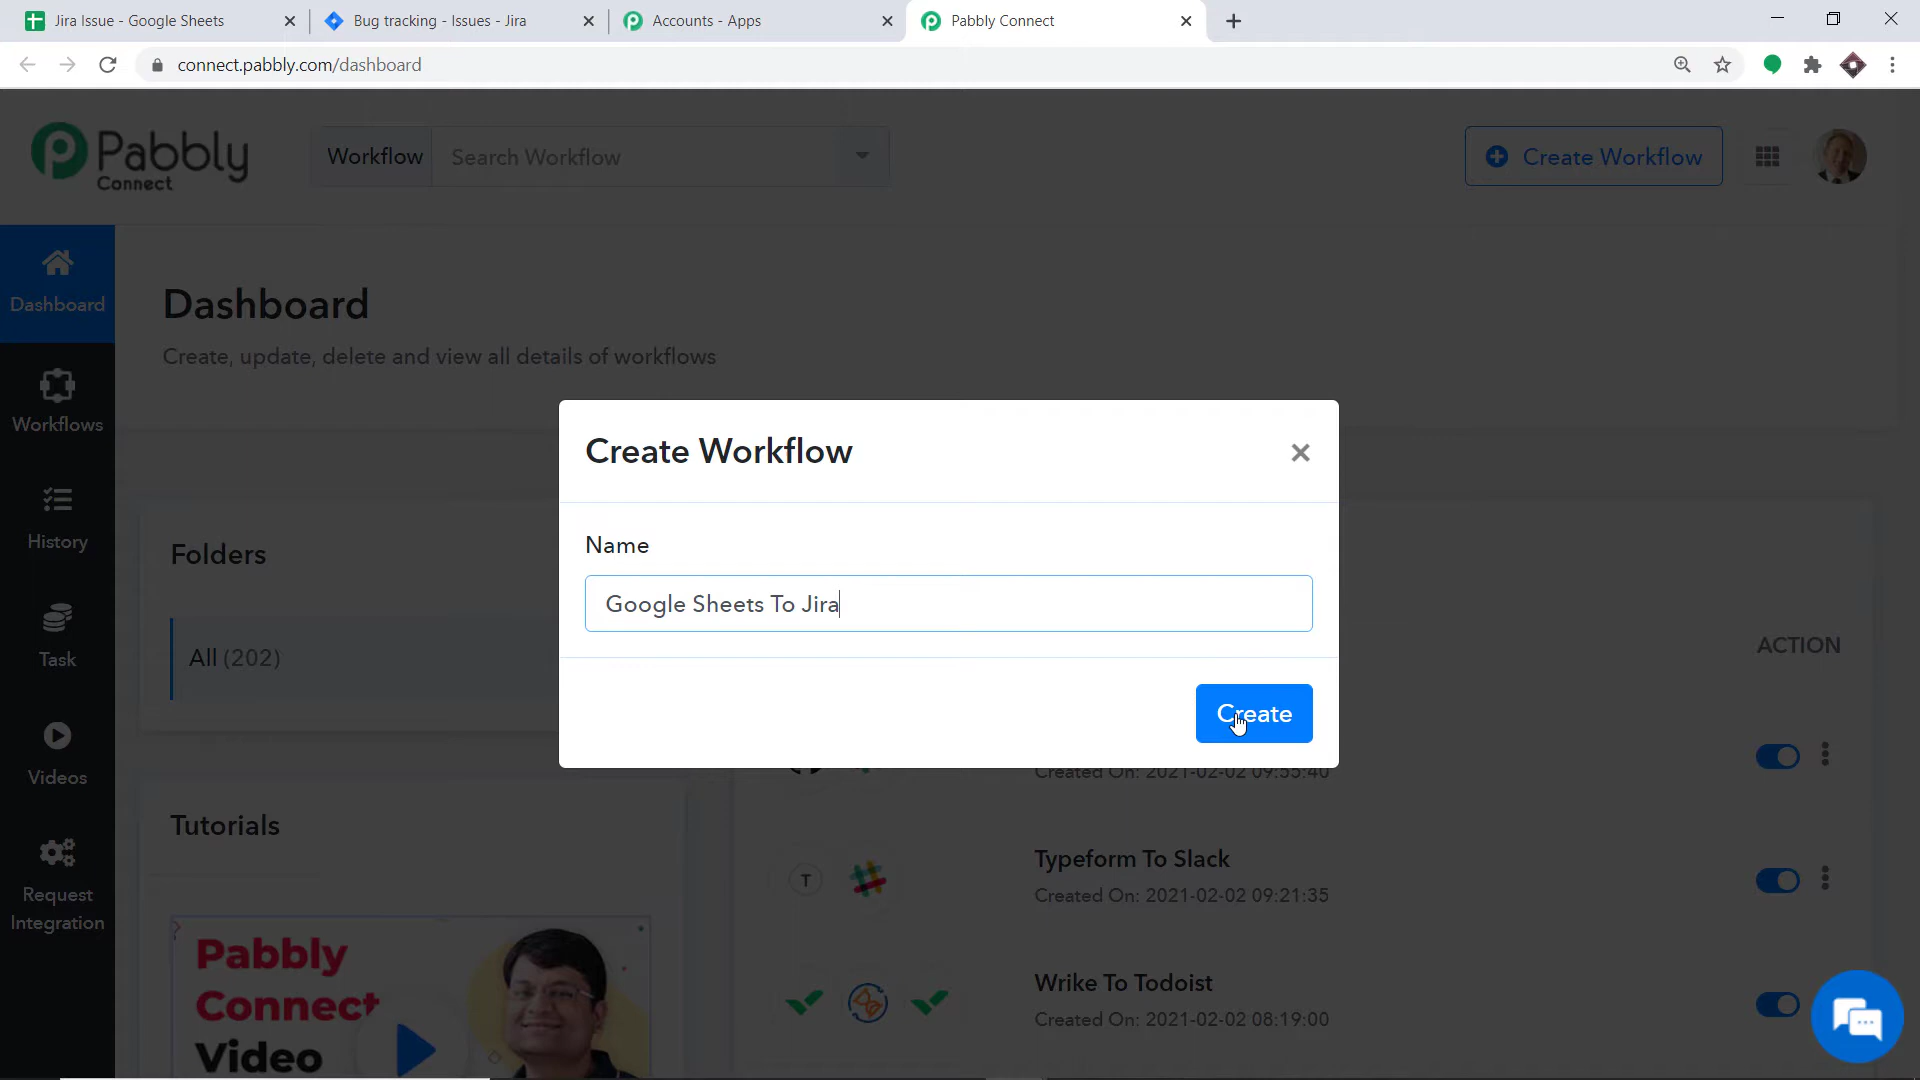 Jira Issue - Google Sheets
Bug tracking - Issues - Jira
Accounts - Apps
Pabbly Connect
connect.pabbly.com/dashboard
Pabbly
Connect
Workflow
Search Workflow
Create Workflow
Dashboard
Workflows
History
Task
Videos
Request
Integration
Dashboard
Create, update, delete and view all details of workflows
Create Workflow
Name
Google Sheets To Jira
Create
Folders
All (202)
Tutorials
Pabbly
Connect
Video
ACTION
Created On: 2021-02-02 09:55:40
T
Typeform To Slack
Created On: 2021-02-02 09:21:35
Wrike To Todoist
Created On: 2021-02-02 08:19:00